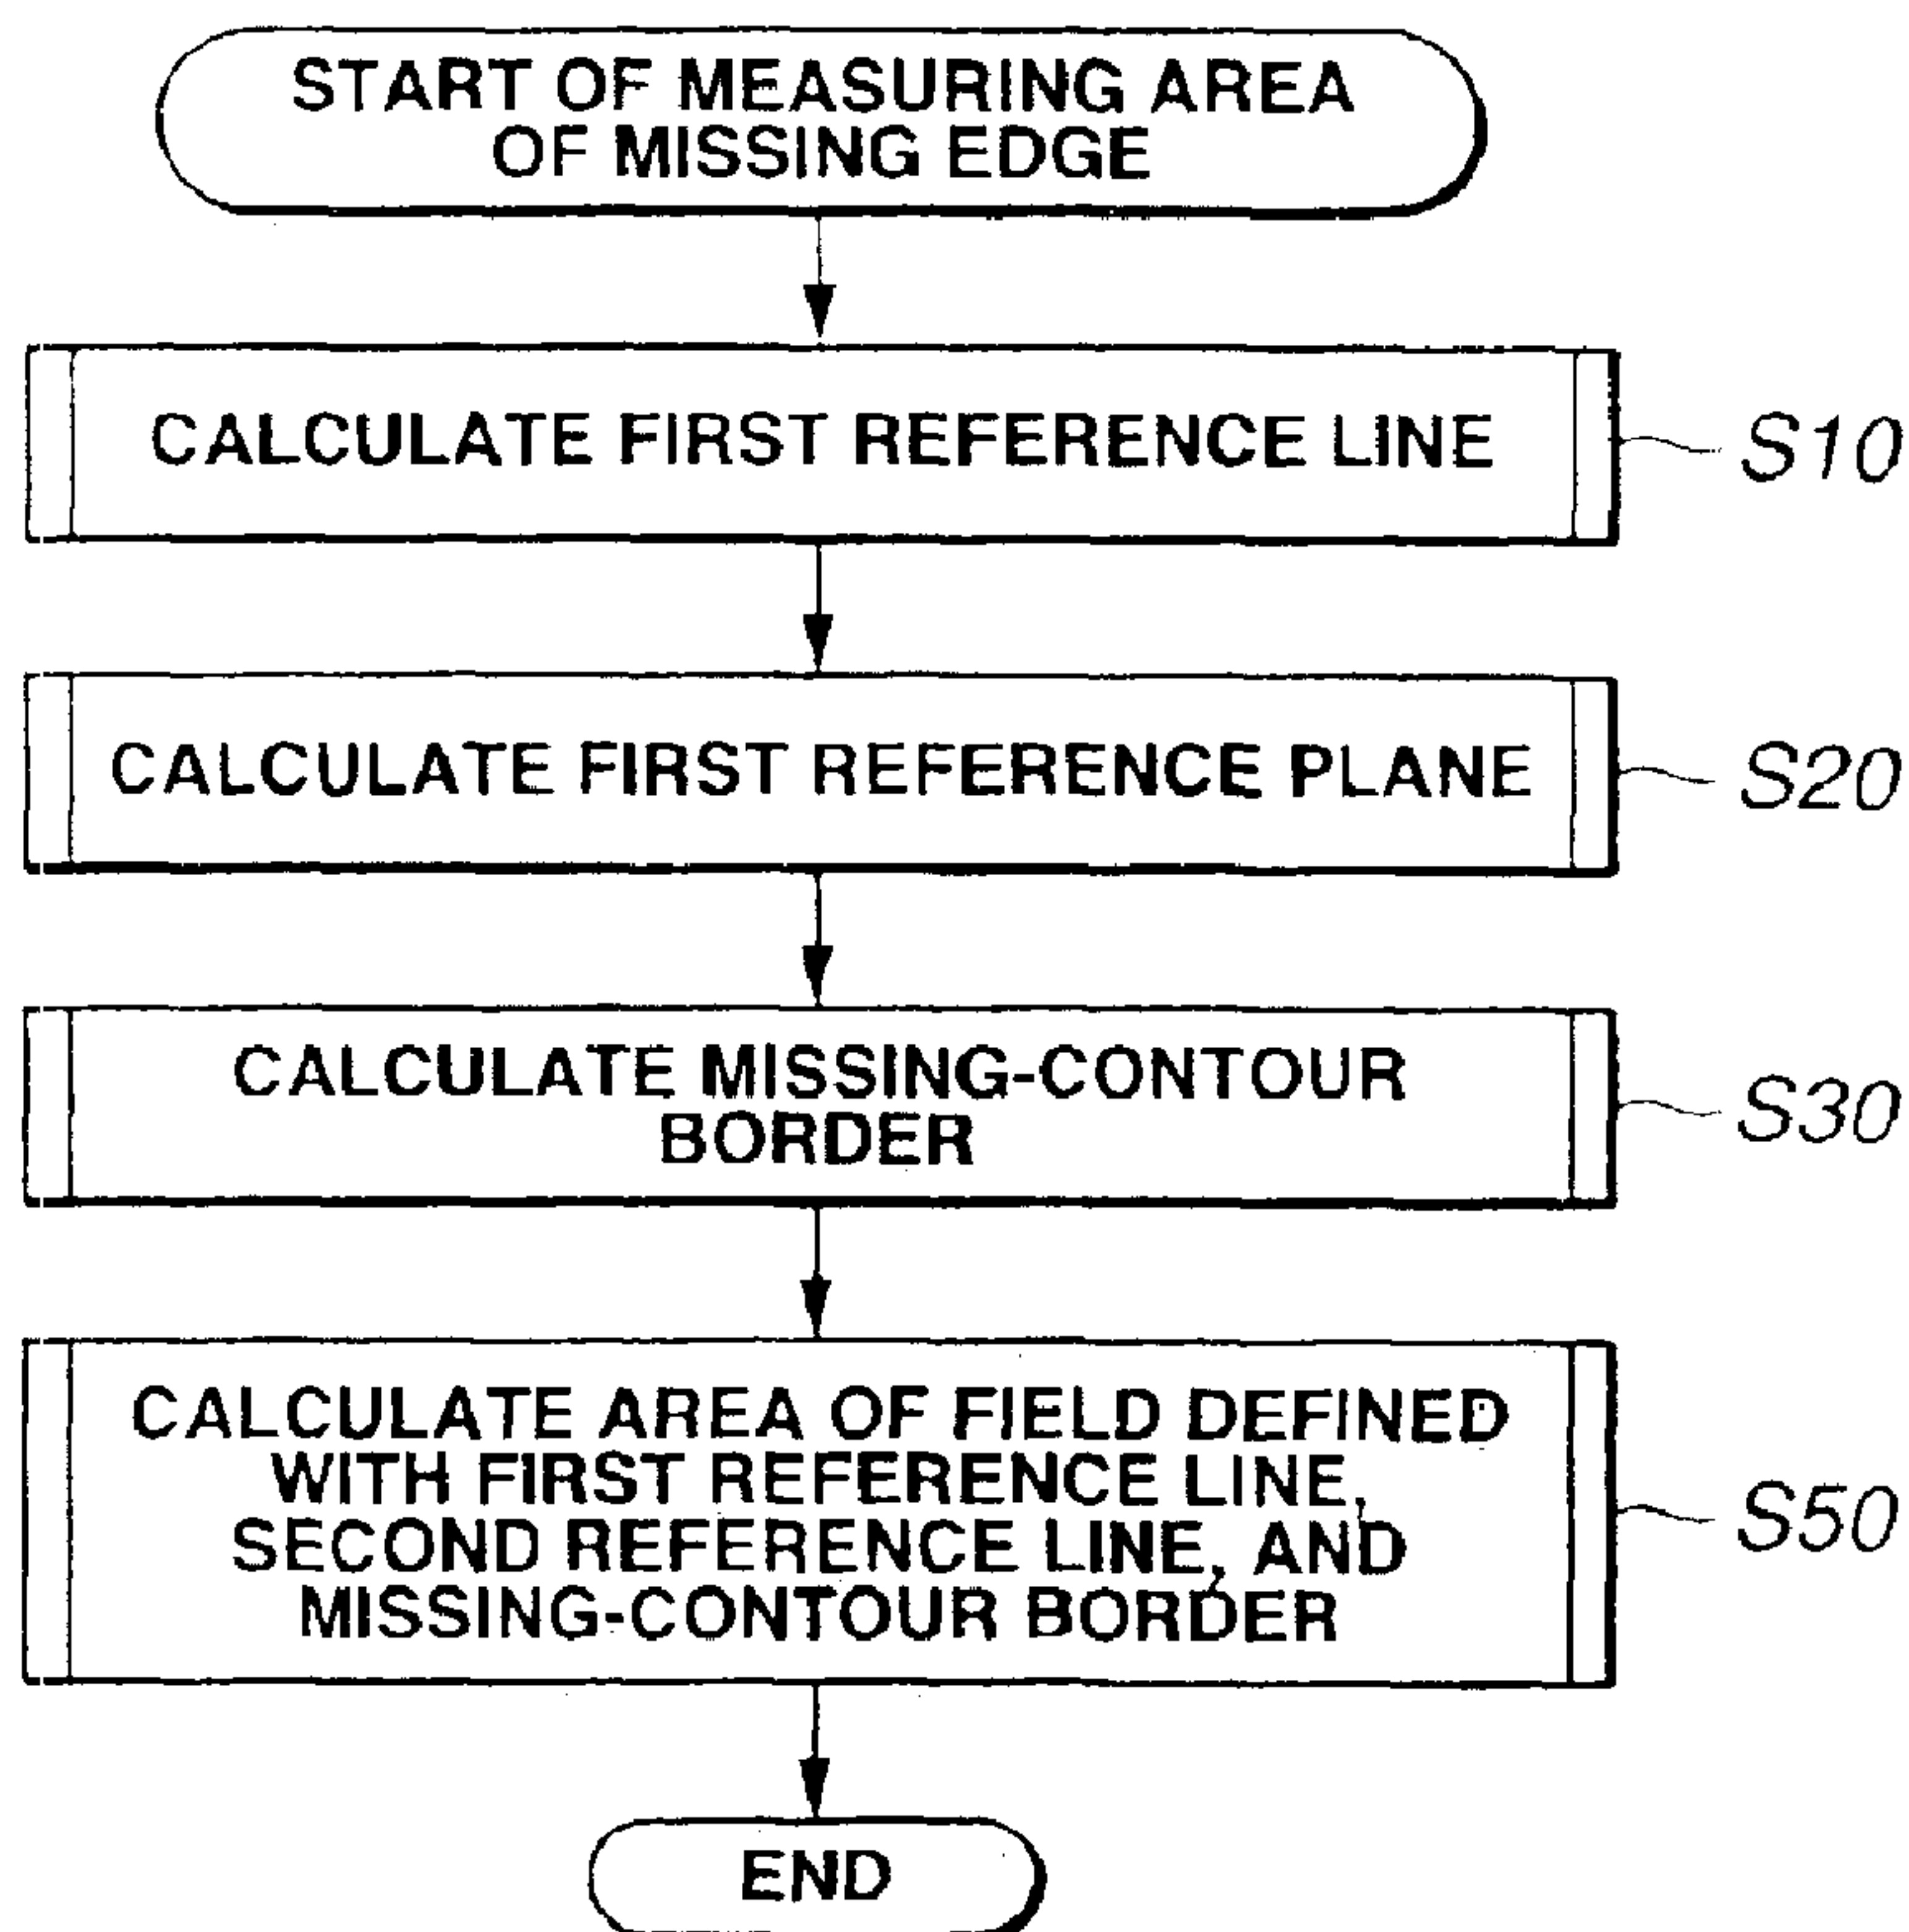 START OF MEASURING AREA
OF MISSING EDGE
CALCULATE FIRST REFERENCE LINE
S10
CALCULATE FIRST REFERENCE PLANE
S20
CALCULATE MISSING-CONTOUR
BORDER
S30
CALCULATE AREA OF FIELD DEFINED
WITH FIRST REFERENCE LINE,
SECOND REFERENCE LINE, AND
MISSING-CONTOUR BORDER
S50
END